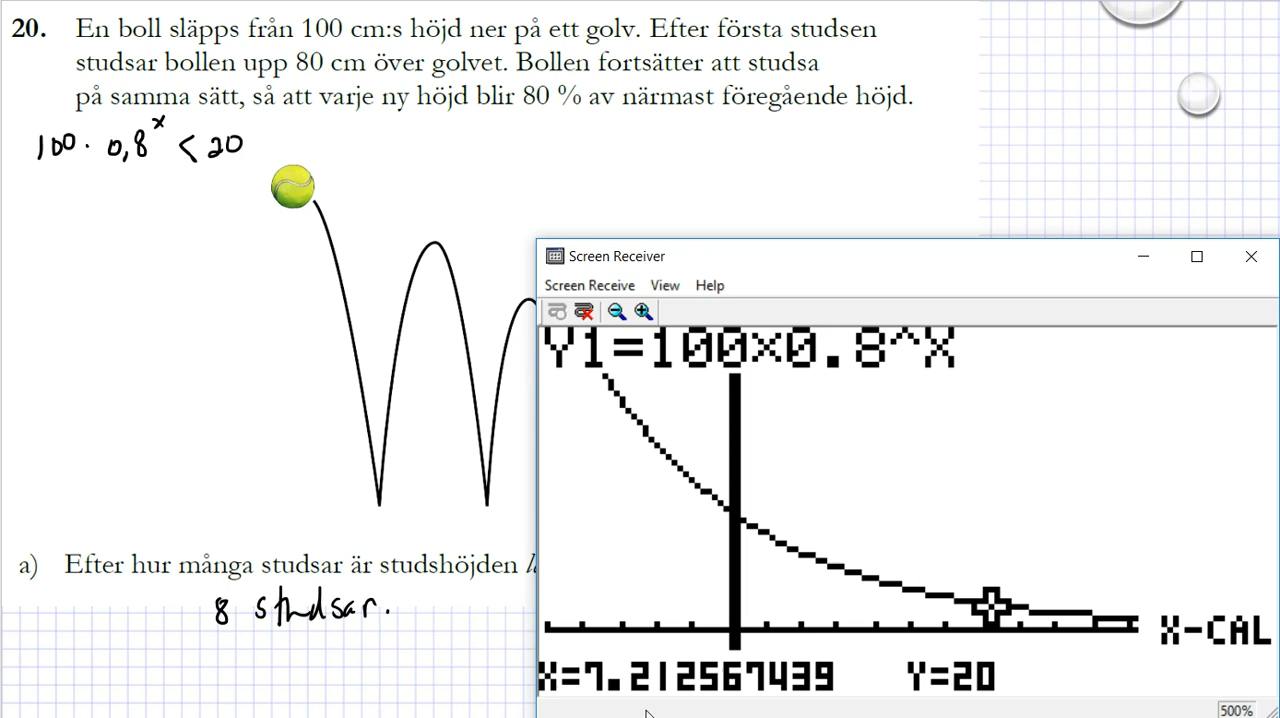 20. En boll släpps från 100 cm:s höjd ner på ett golv. Efter första studsen
studsar bollen upp 80 cm över golvet. Bollen fortsätter att studsa
på samma sätt, så att varje ny höjd blir 80 % av närmast föregående höjd.
100 · 0,8^x < 20
Screen Receiver
Screen Receive View Help
Y1=100×0.8^X
X-CAL
X=7.212567439 Y=20
500%
a) Efter hur många studsar är studshöjden
8 studsar.